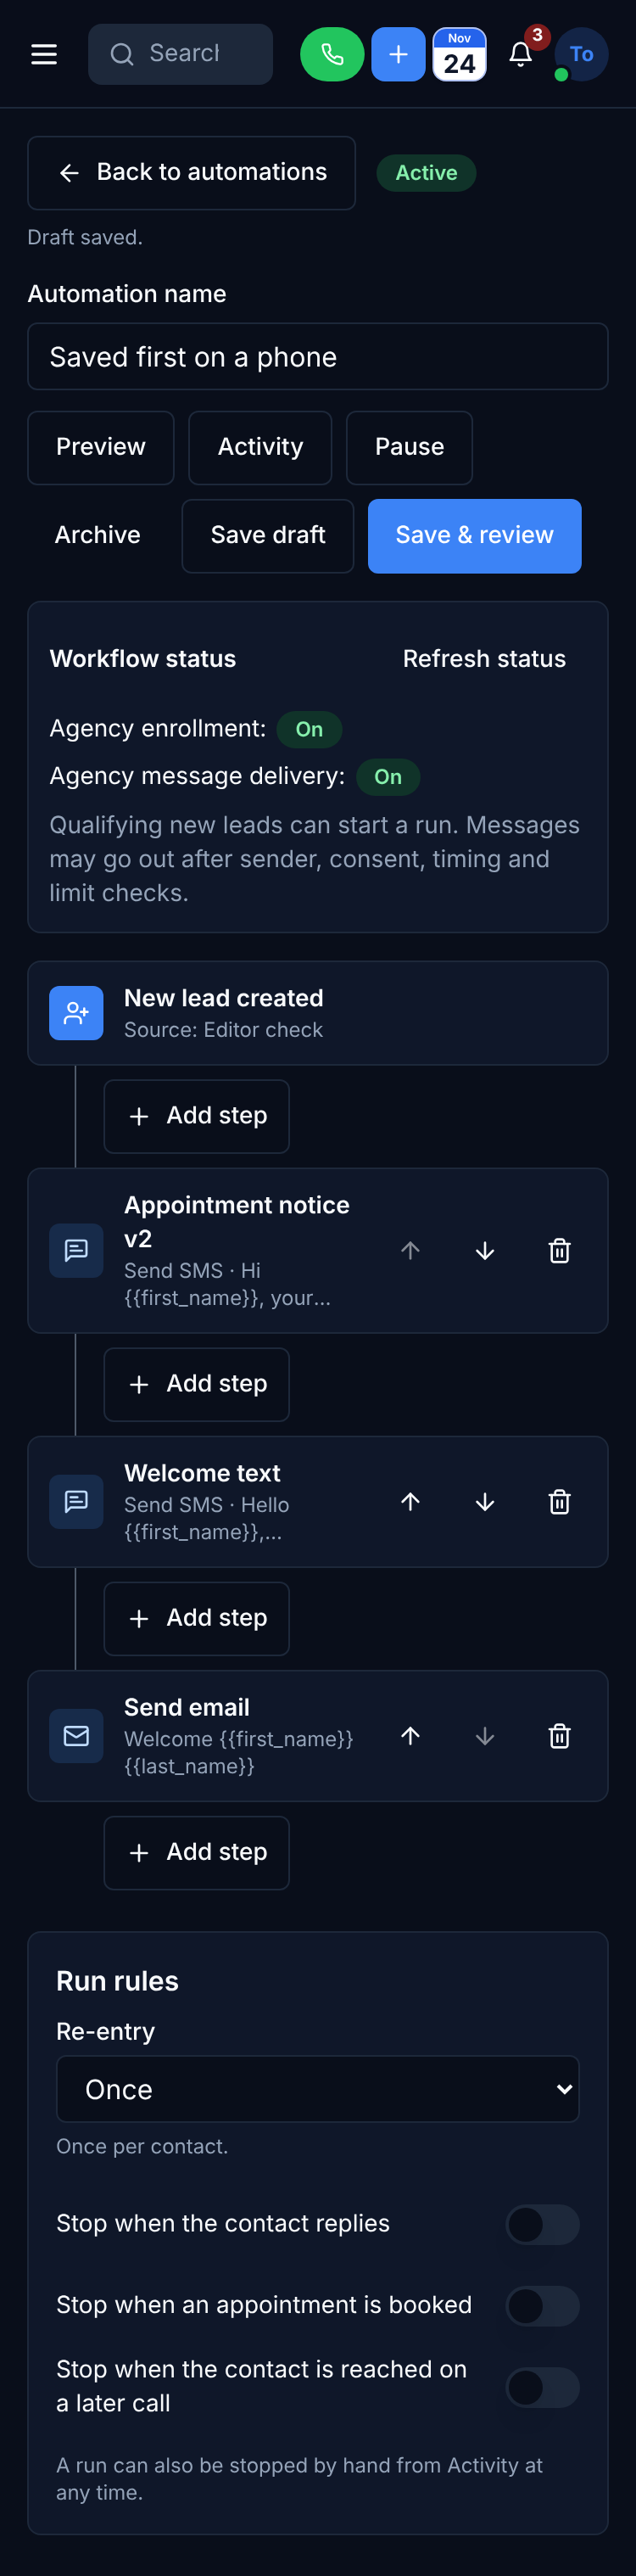 Search
Nov
24
3
To
Back to automations
Active
Draft saved.
Automation name
Saved first on a phone
Preview
Activity
Pause
Archive
Save draft
Save & review
Workflow status
Refresh status
Agency enrollment: On
Agency message delivery: On
Qualifying new leads can start a run. Messages
may go out after sender, consent, timing and
limit checks.
New lead created
Source: Editor check
Add step
Appointment notice
v2
Send SMS · Hi
{{first_name}}, your...
Add step
Welcome text
Send SMS · Hello
{{first_name}},...
Add step
Send email
Welcome {{first_name}}
{{last_name}}
Add step
Run rules
Re-entry
Once
Once per contact.
Stop when the contact replies
Stop when an appointment is booked
Stop when the contact is reached on
a later call
A run can also be stopped by hand from Activity at
any time.